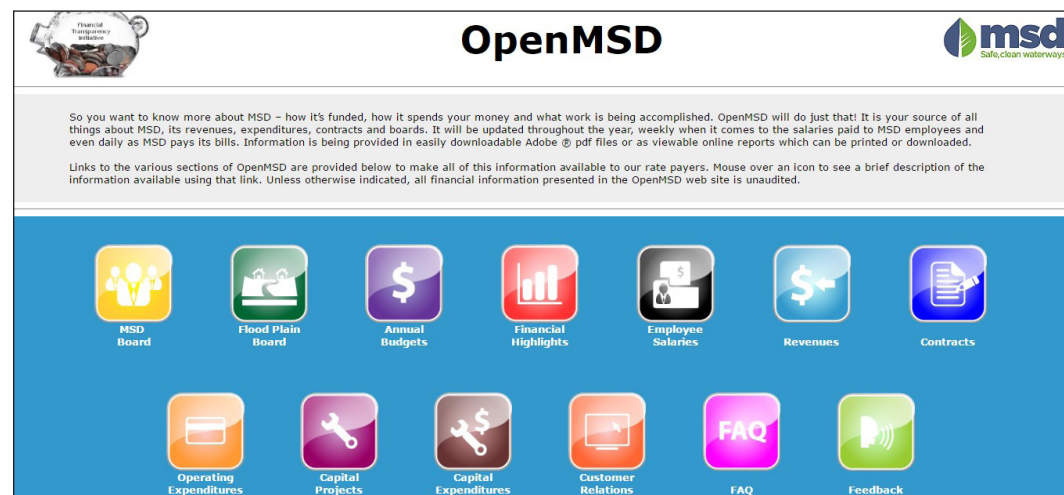 Financial
Transparency
Initiative
OpenMSD
msd
Safe, clean waterways
So you want to know more about MSD – how it's funded, how it spends your money and what work is being accomplished. OpenMSD will do just that! It is your source of all
things about MSD, its revenues, expenditures, contracts and boards. It will be updated throughout the year, weekly when it comes to the salaries paid to MSD employees and
even daily as MSD pays its bills. Information is being provided in easily downloadable Adobe ® pdf files or as viewable online reports which can be printed or downloaded.
Links to the various sections of OpenMSD are provided below to make all of this information available to our rate payers. Mouse over an icon to see a brief description of the
information available using that link. Unless otherwise indicated, all financial information presented in the OpenMSD web site is unaudited.
$
$
$
MSD
Board
Flood Plain
Board
Annual
Budgets
Financial
Highlights
Employee
Salaries
Revenues
Contracts
$
FAQ
Operating
Expenditures
Capital
Projects
Capital
Expenditures
Customer
Relations
FAQ
Feedback